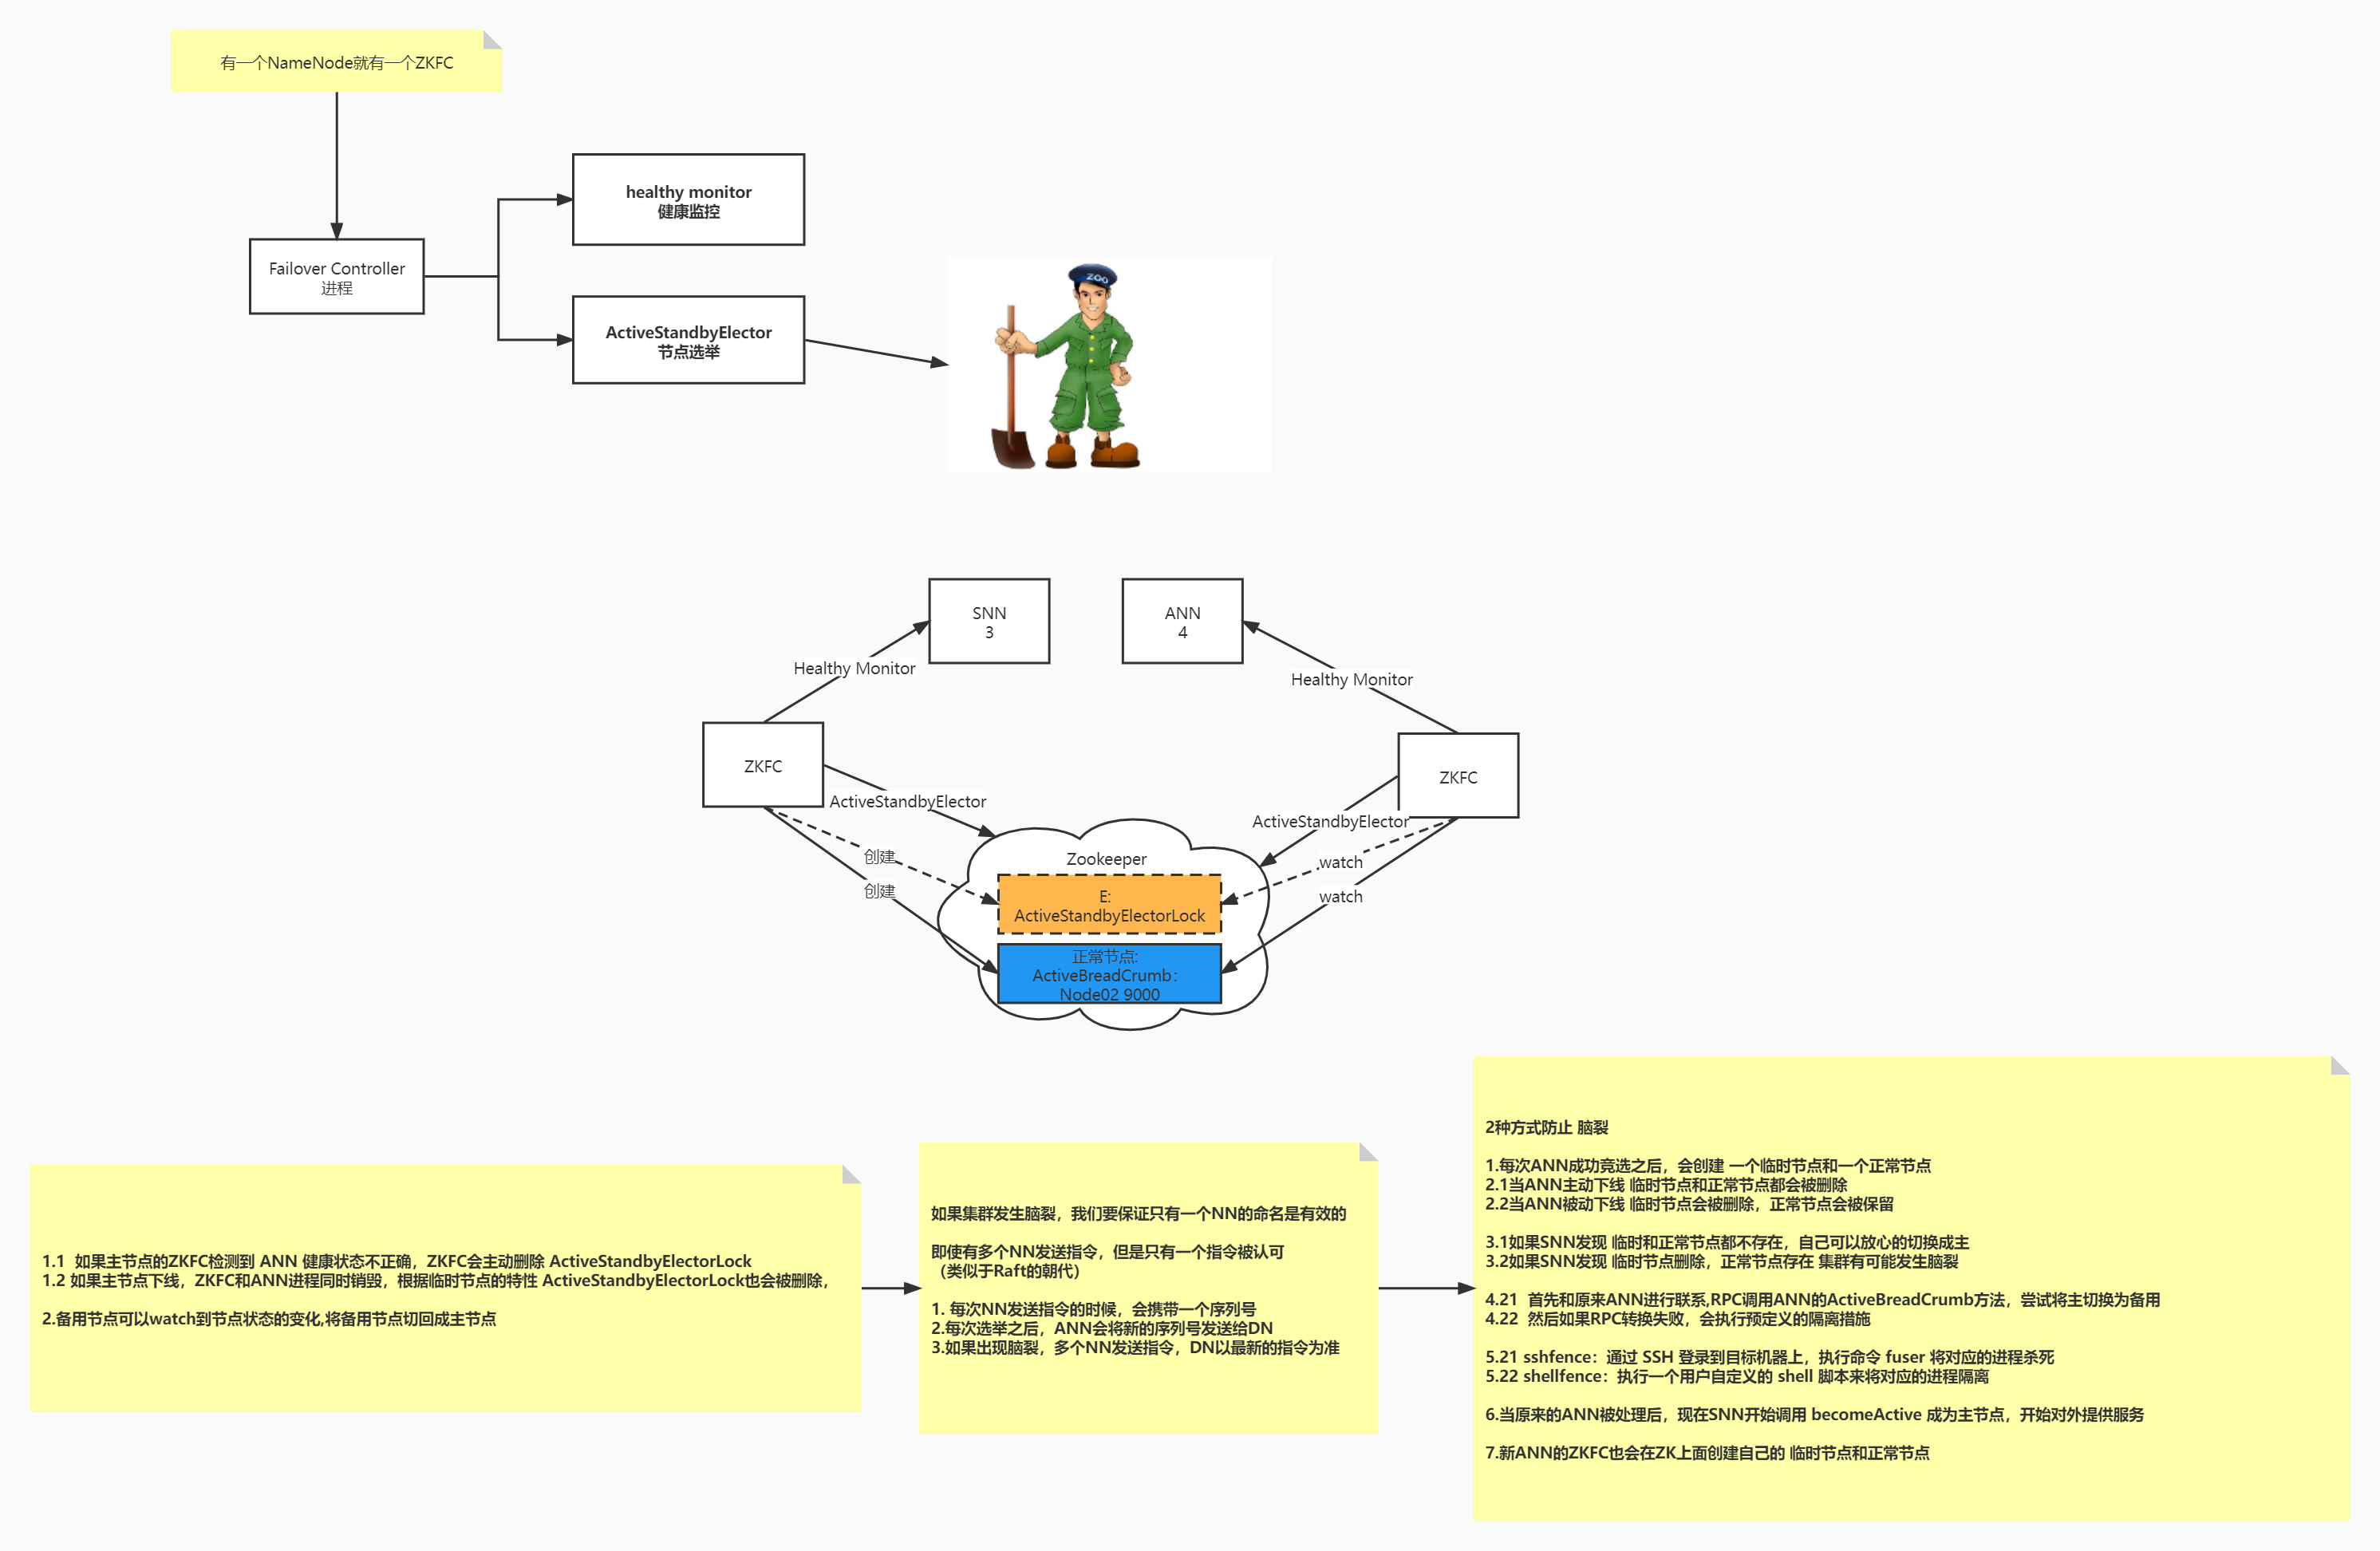 有一个NameNode就有一个ZKFC
healthy monitor
健康监控
Failover Controller
进程
ActiveStandbyElector
节点选举
ZOO
SNN
3
ANN
4
Healthy Monitor
Healthy Monitor
ZKFC
ZKFC
ActiveStandbyElector
ActiveStandbyElector
创建
创建
watch
watch
Zookeeper
E:
ActiveStandbyElectorLock
正常节点:
ActiveBreadCrumb：
Node02 9000
1.1  如果主节点的ZKFC检测到 ANN 健康状态不正确，ZKFC会主动删除 ActiveStandbyElectorLock
1.2 如果主节点下线，ZKFC和ANN进程同时销毁，根据临时节点的特性 ActiveStandbyElectorLock也会被删除，
2.备用节点可以watch到节点状态的变化,将备用节点切回成主节点
如果集群发生脑裂，我们要保证只有一个NN的命名是有效的
即使有多个NN发送指令，但是只有一个指令被认可
（类似于Raft的朝代）
1. 每次NN发送指令的时候，会携带一个序列号
2.每次选举之后，ANN会将新的序列号发送给DN
3.如果出现脑裂，多个NN发送指令，DN以最新的指令为准
2种方式防止 脑裂
1.每次ANN成功竞选之后，会创建 一个临时节点和一个正常节点
2.1当ANN主动下线 临时节点和正常节点都会被删除
2.2当ANN被动下线 临时节点会被删除，正常节点会被保留
3.1如果SNN发现 临时和正常节点都不存在，自己可以放心的切换成主
3.2如果SNN发现 临时节点删除，正常节点存在 集群有可能发生脑裂
4.21  首先和原来ANN进行联系,RPC调用ANN的ActiveBreadCrumb方法，尝试将主切换为备用
4.22  然后如果RPC转换失败，会执行预定义的隔离措施
5.21 sshfence：通过 SSH 登录到目标机器上，执行命令 fuser 将对应的进程杀死
5.22 shellfence：执行一个用户自定义的 shell 脚本来将对应的进程隔离
6.当原来的ANN被处理后，现在SNN开始调用 becomeActive 成为主节点，开始对外提供服务
7.新ANN的ZKFC也会在ZK上面创建自己的 临时节点和正常节点